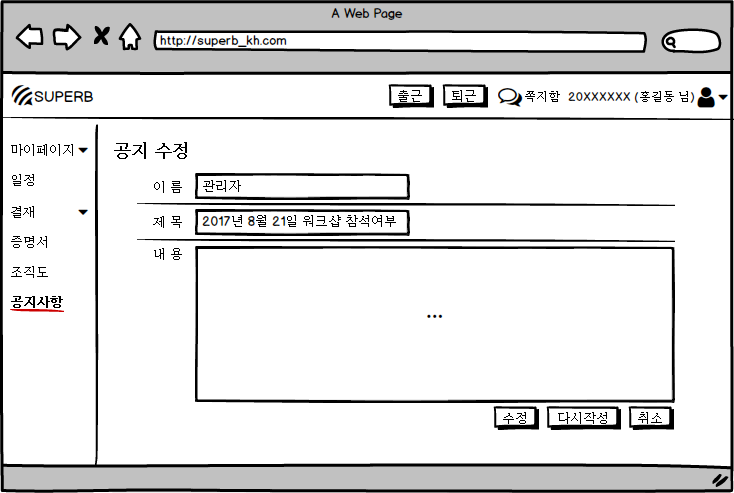 A Web Page
http://superb_kh.com
SUPERB
출근 퇴근 쪽지함 20XXXXXX (홍길동 님)
마이페이지
일정
결재
증명서
조직도
공지사항
공지 수정
이 름 관리자
제 목 2017년 8월 21일 워크샵 참석여부
내 용
...
수정 다시작성 취소